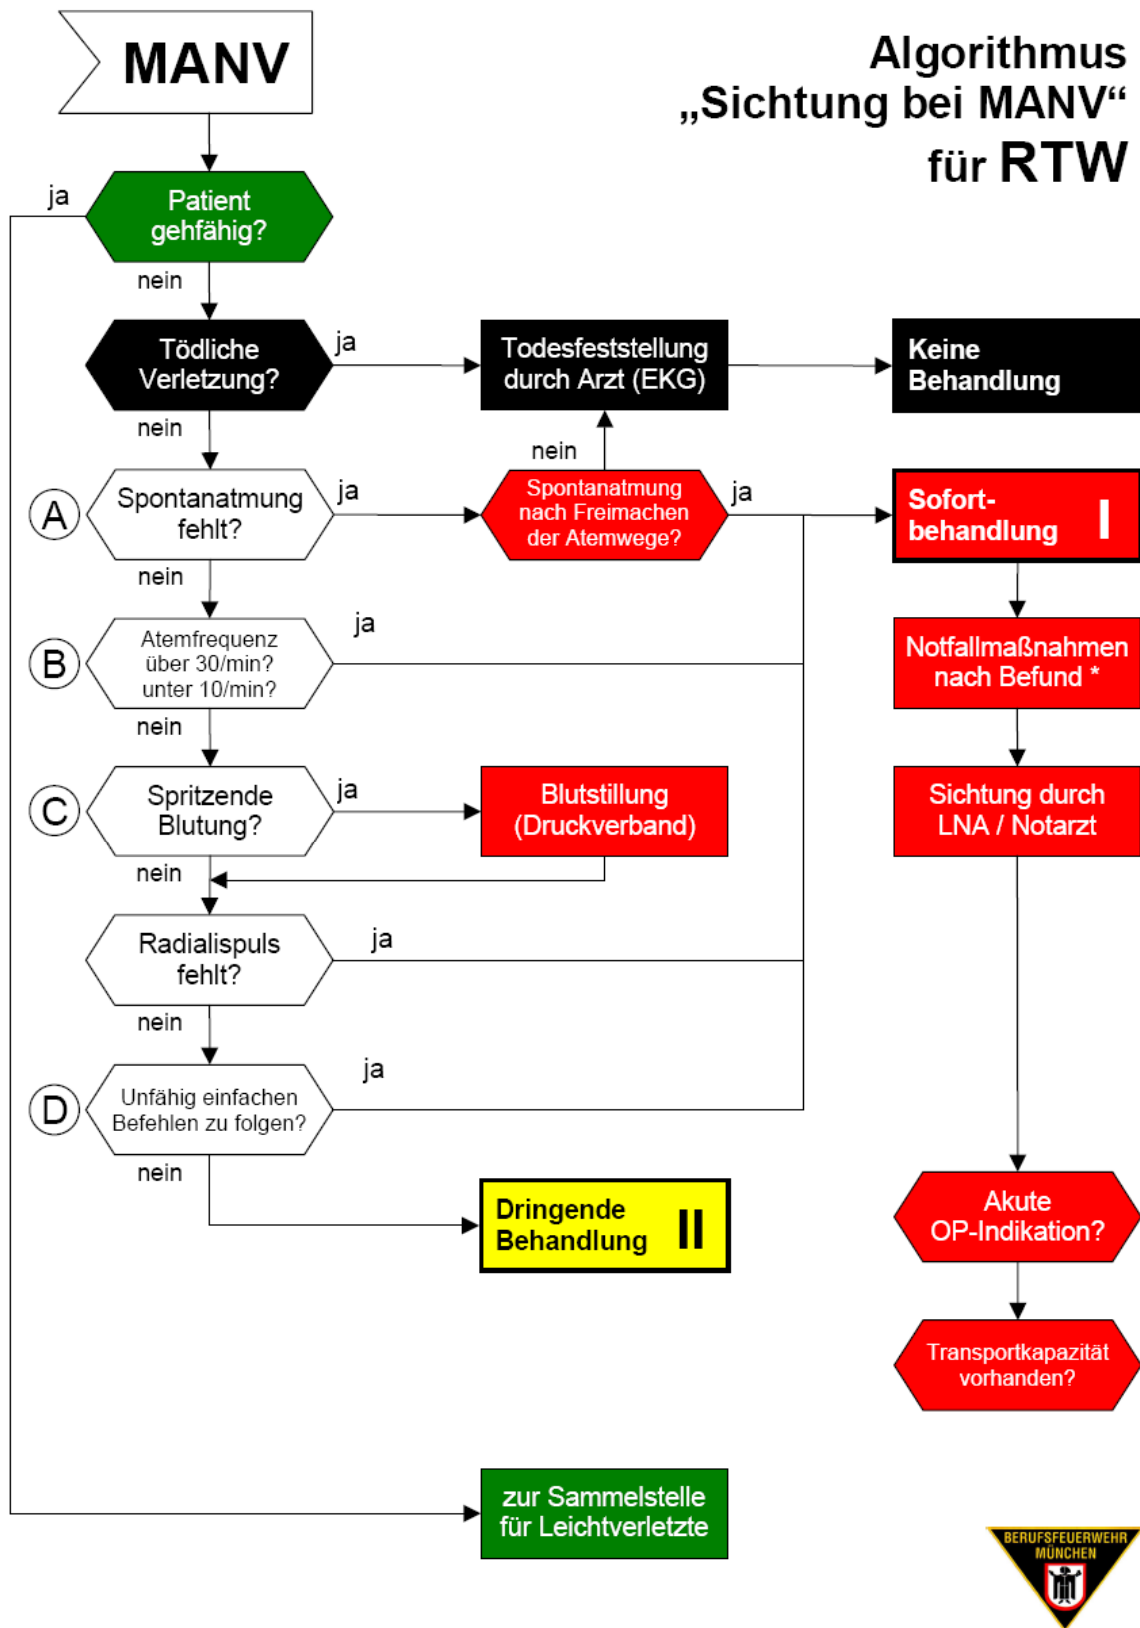 MANV
Algorithmus
„Sichtung bei MANV“
für RTW
ja
Patient
gehfähig?
nein
Tödliche
Verletzung?
ja
Todesfeststellung
durch Arzt (EKG)
Keine
Behandlung
nein
nein
A
Spontanatmung
fehlt?
ja
Spontanatmung
nach Freimachen
der Atemwege?
ja
Sofort-
behandlung
I
nein
B
Atemfrequenz
über 30/min?
unter 10/min?
ja
Notfallmaßnahmen
nach Befund *
nein
C
Spritzende
Blutung?
ja
Blutstillung
(Druckverband)
Sichtung durch
LNA / Notarzt
nein
Radialispuls
fehlt?
ja
nein
D
Unfähig einfachen
Befehlen zu folgen?
ja
nein
Dringende
Behandlung
II
Akute
OP-Indikation?
Transportkapazität
vorhanden?
zur Sammelstelle
für Leichtverletzte
BERUFSFEUERWEHR
MÜNCHEN